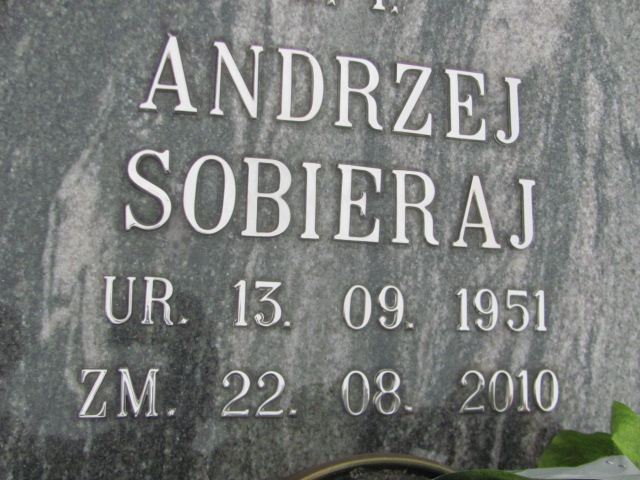 ANDRZEJ
SOBIERAJ
UR. 13. 09. 1951
ZM. 22. 08. 2010